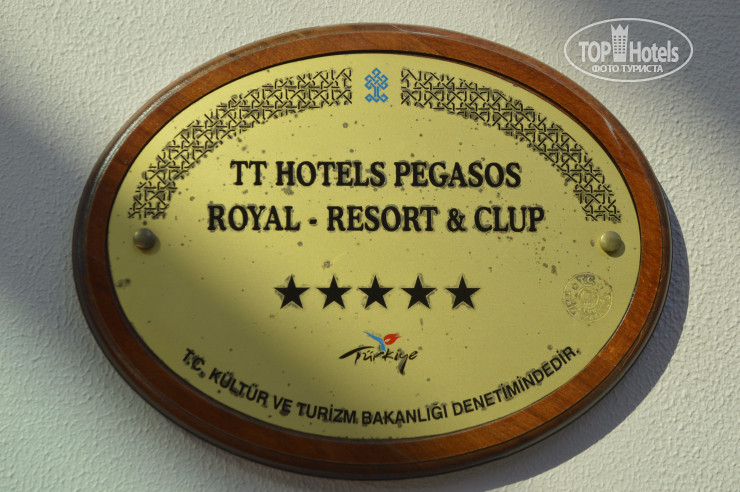 TOP Hotels
ФОТО ТУРИСТА
TT HOTELS PEGASOS
ROYAL - RESORT & CLUP
Türkiye
T.C. KÜLTÜR VE TURİZM BAKANLIĞI DENETİMİNDEDİR.